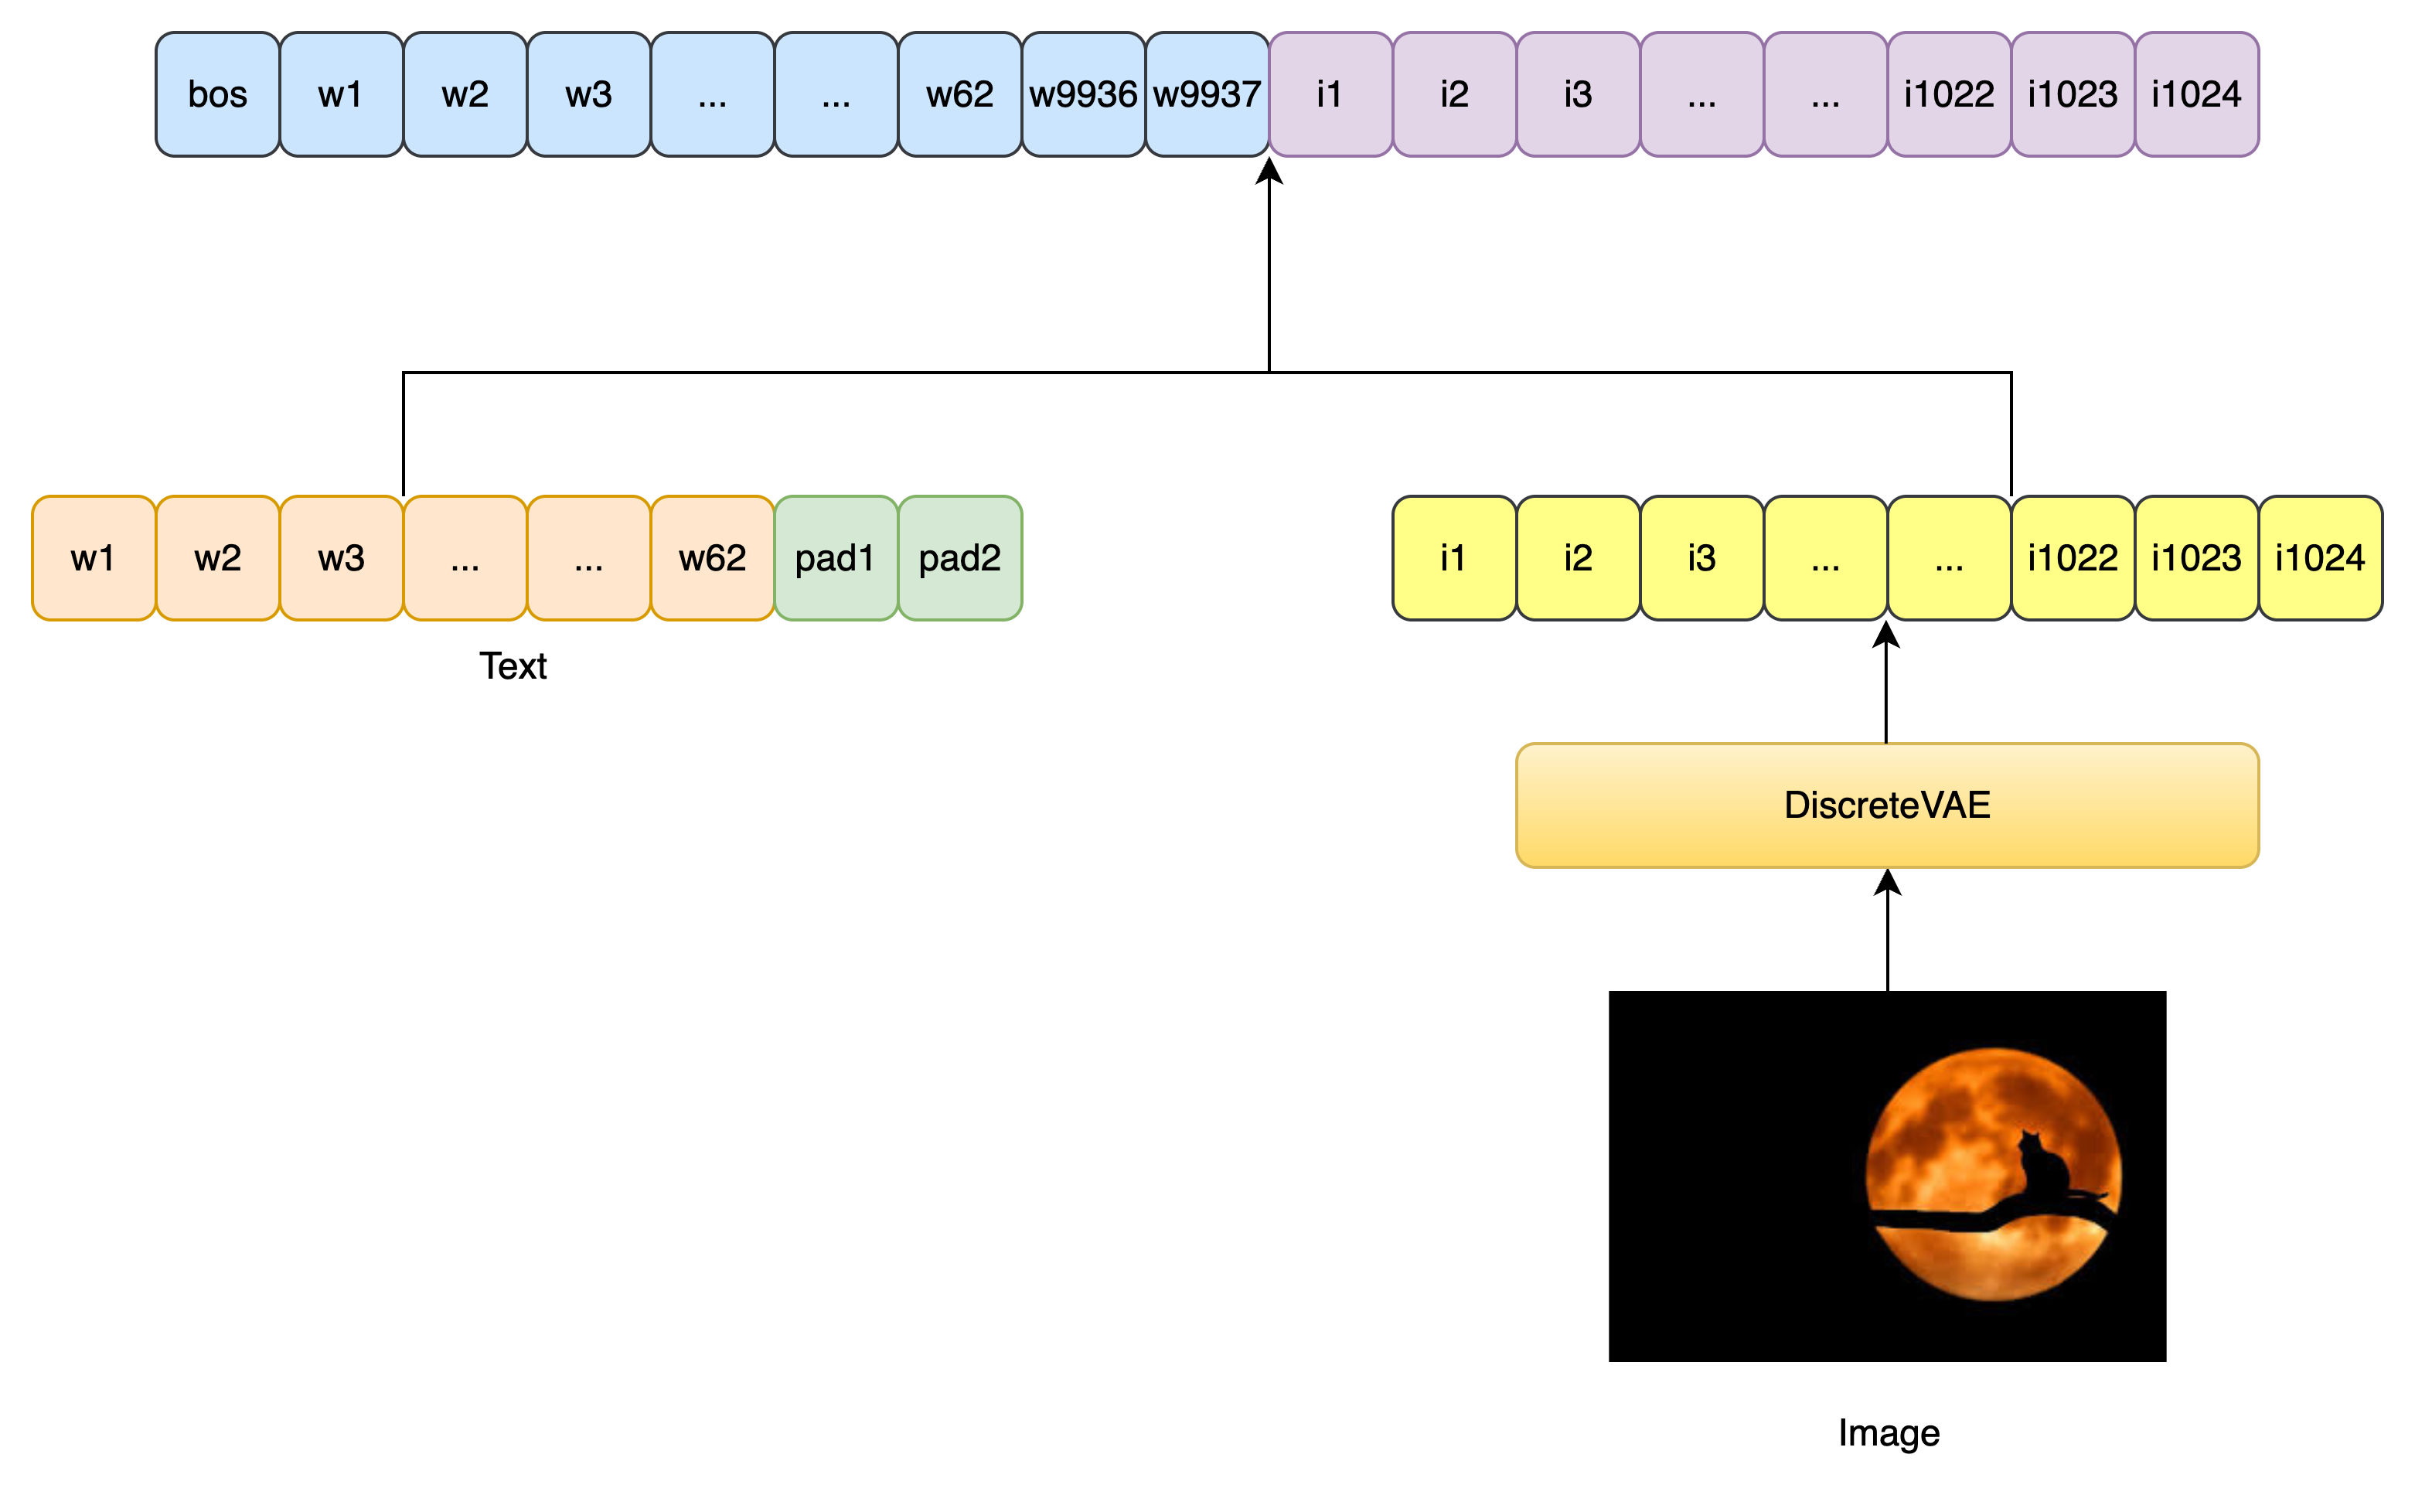 bos w1 w2 w3 ... ... w62 w9936 w9937 i1 i2 i3 ... ... i1022 i1023 i1024
w1 w2 w3 ... ... w62 pad1 pad2
i1 i2 i3 ... ... i1022 i1023 i1024
Text
DiscreteVAE
Image